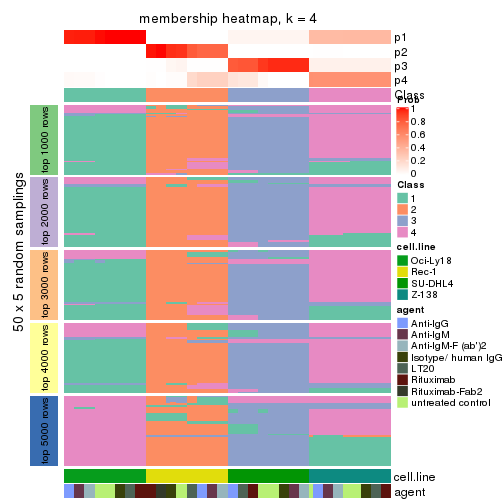 membership heatmap, k = 4
p1
p2
p3
p4
Class
Prob
1
0.8
0.6
0.4
0.2
0
Class
1
2
3
4
cell.line
Oci-Ly18
Rec-1
SU-DHL4
Z-138
agent
Anti-IgG
Anti-IgM
Anti-IgM-F (ab')2
Isotype/ human IgG
LT20
Rituximab
Rituximab-Fab2
untreated control
50 x 5 random samplings
top 1000 rows
top 2000 rows
top 3000 rows
top 4000 rows
top 5000 rows
cell.line
agent